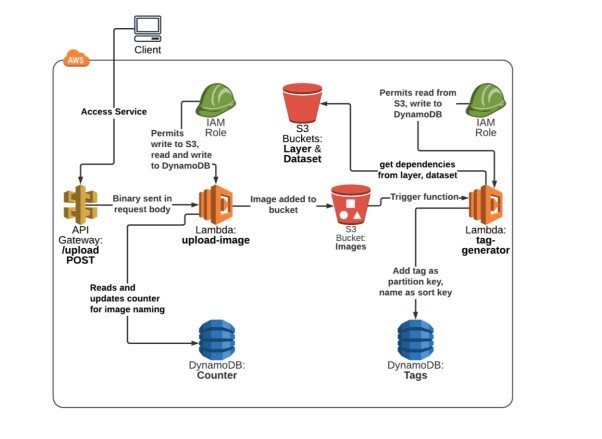 Client
AWS
Access Service
IAM
Role
Permits
write to S3,
read and write
to DynamoDB
S3
Buckets:
Layer &
Dataset
Permits read from
S3, write to
DynamoDB
IAM
Role
get dependencies
from layer, dataset
API
Gateway:
/upload
POST
Binary sent in
request body
Lambda:
upload-image
Image added to
bucket
S3
Bucket:
Images
Trigger function
Lambda:
tag-
generator
Reads and
updates counter
for image naming
Add tag as
partition key,
name as sort key
DynamoDB:
Counter
DynamoDB:
Tags